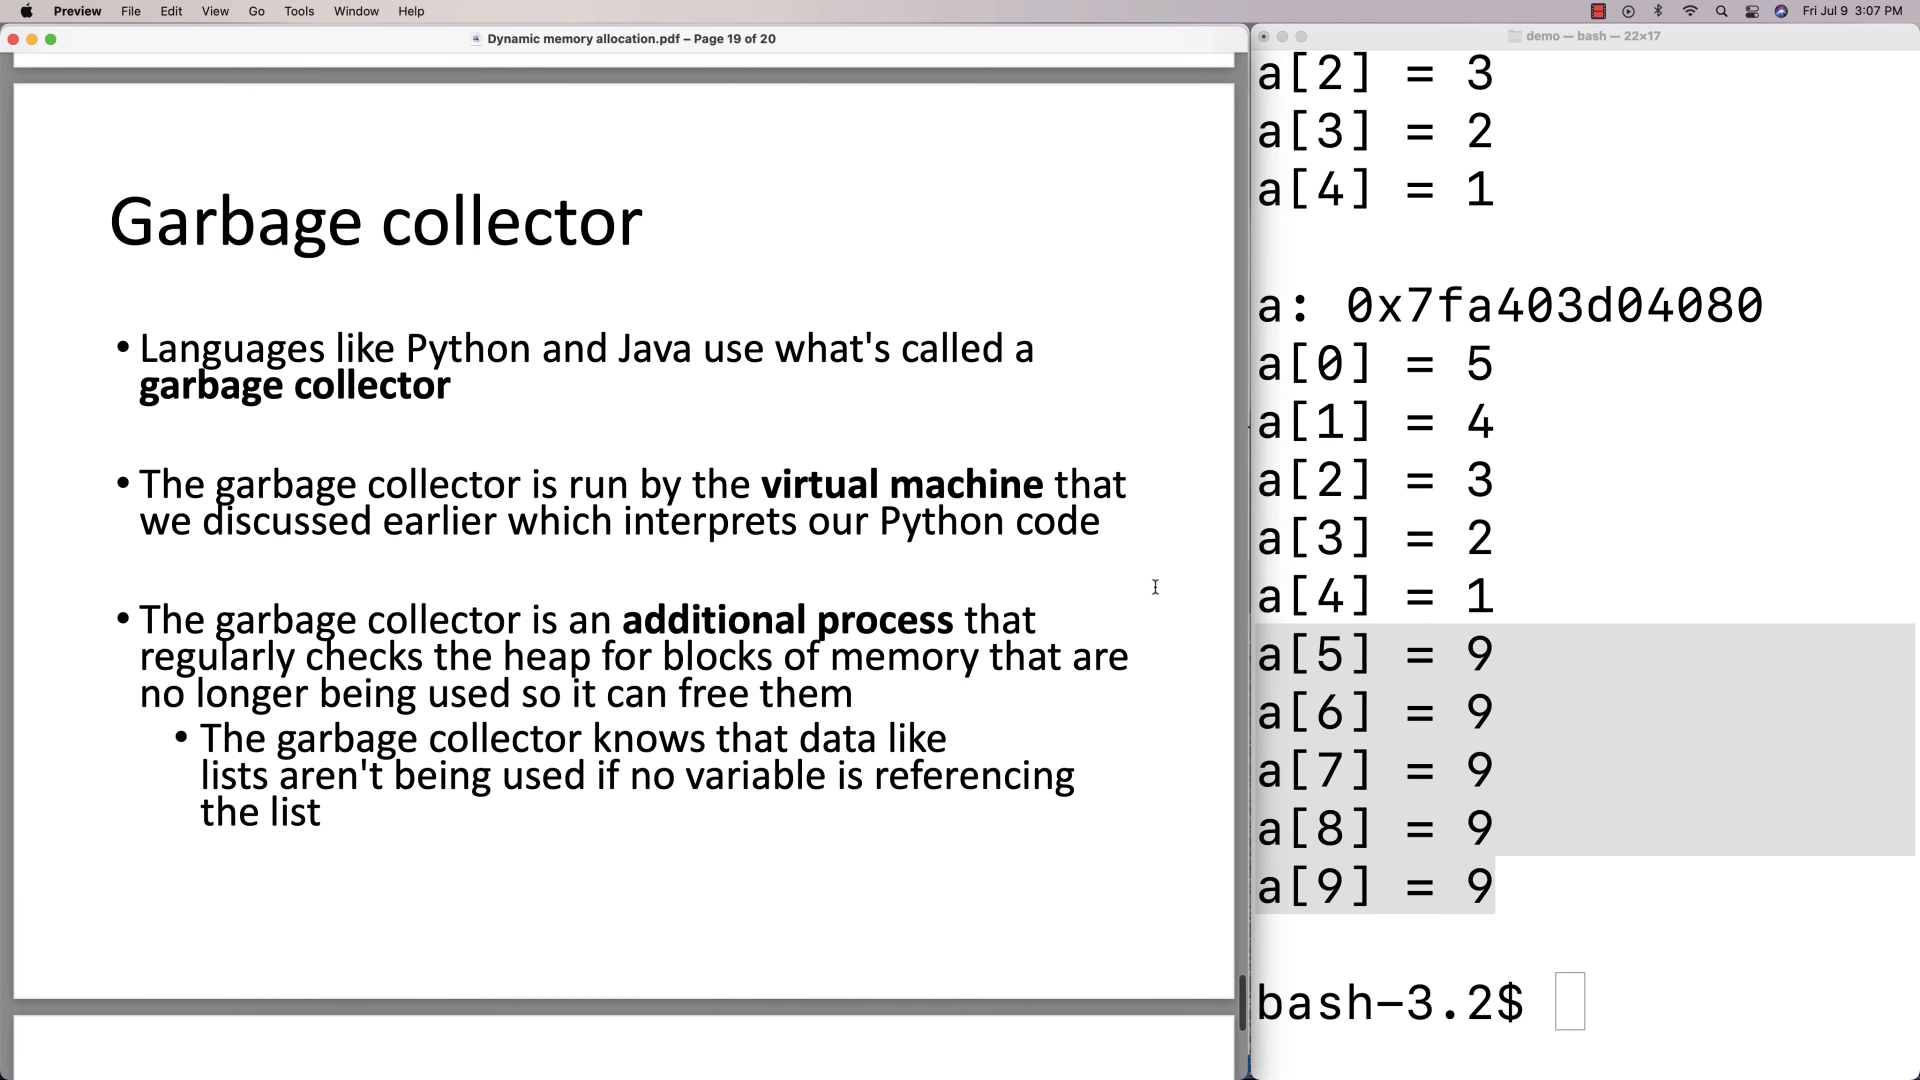 Preview File Edit View Go Tools Window Help Fri Jul 9 3:07 PM
Dynamic memory allocation.pdf – Page 19 of 20
Garbage collector
• Languages like Python and Java use what's called a
garbage collector
• The garbage collector is run by the virtual machine that
we discussed earlier which interprets our Python code
• The garbage collector is an additional process that
regularly checks the heap for blocks of memory that are
no longer being used so it can free them
• The garbage collector knows that data like
lists aren't being used if no variable is referencing
the list
demo — bash — 22×17
a[2] = 3
a[3] = 2
a[4] = 1
a: 0x7fa403d04080
a[0] = 5
a[1] = 4
a[2] = 3
a[3] = 2
a[4] = 1
a[5] = 9
a[6] = 9
a[7] = 9
a[8] = 9
a[9] = 9
bash-3.2$